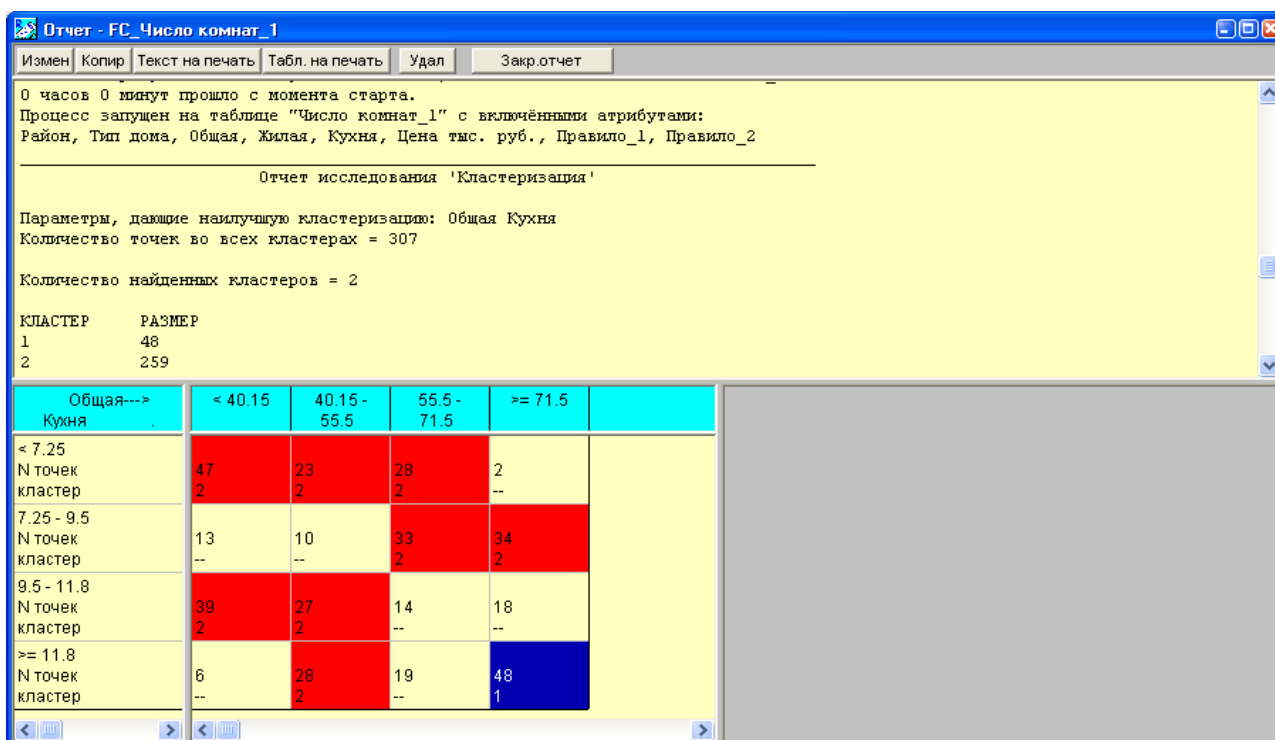 Отчет - FC_Число комнат_1
Измен Копир Текст на печать Табл. на печать Удал Закр.отчет
0 часов 0 минут прошло с момента старта.
Процесс запущен на таблице "Число комнат_1" с включёнными атрибутами:
Район, Тип дома, Общая, Жилая, Кухня, Цена тыс. руб., Правило_1, Правило_2
Отчет исследования 'Кластеризация'
Параметры, дающие наилучшую кластеризацию: Общая Кухня
Количество точек во всех кластерах = 307
Количество найденных кластеров = 2
КЛАСТЕР РАЗМЕР
1 48
2 259
Общая---> < 40.15 40.15 - 55.5 - >= 71.5
Кухня . 55.5 71.5
< 7.25
N точек 47 23 28 2
кластер 2 2 2 --
7.25 - 9.5
N точек 13 10 33 34
кластер -- -- 2 2
9.5 - 11.8
N точек 39 27 14 18
кластер 2 2 -- --
>= 11.8
N точек 6 28 19 48
кластер -- 2 -- 1